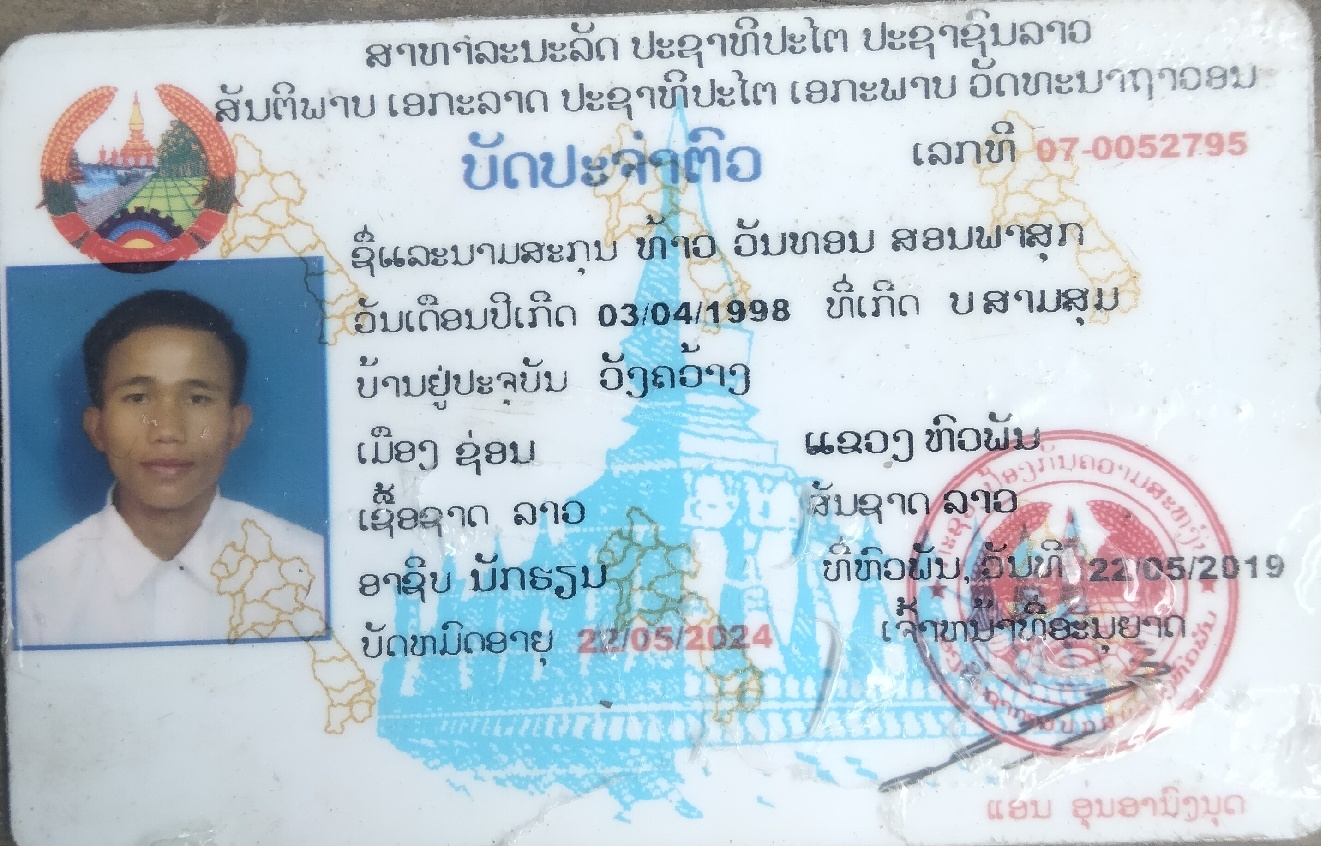 ສາທາລະນະລັດ ປະຊາທິປະໄຕ ປະຊາຊົນລາວ
ສັນຕິພາບ ເອກະລາດ ປະຊາທິປະໄຕ ເອກະພາບ ວັດທະນາຖາວອນ
ບັດປະຈຳຕົວ
ເລກທີ 07-0052795
ຊື່ແລະນາມສະກຸນ ທ້າວ ວັນທອນ ສອນພາສຸກ
ວັນເດືອນປີເກີດ 03/04/1998 ທີ່ເກີດ ບ ສາມສຸມ
ບ້ານຢູ່ປະຈຸບັນ ວັງຄວ້າງ
ເມືອງ ຊ່ອນ ແຂວງ ຫົວພັນ
ເຊື້ອຊາດ ລາວ ສັນຊາດ ລາວ
ອາຊີບ ນັກຮຽນ ທີ່ຫົວພັນ, ວັນທີ 22/05/2019
ບັດຫມົດອາຍຸ 22/05/2024 ເຈົ້າຫນ້າທີ່ອະນຸຍາດ
ແອນ ອຸນອານົງນຸດ